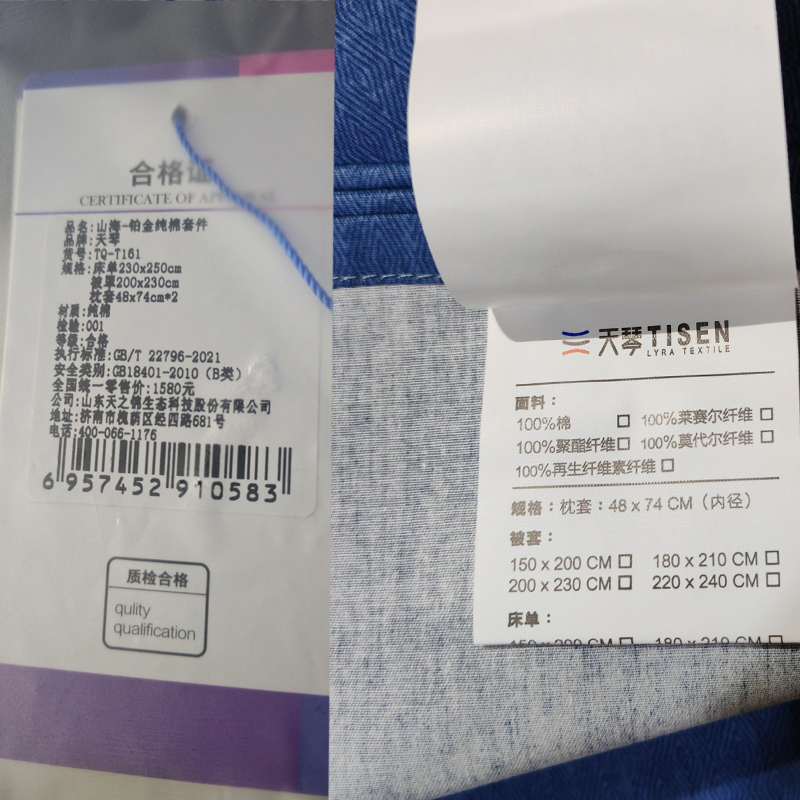 合格证
CERTIFICATE OF APPROVAL
品名:山海-铂金纯棉套件
品牌:天琴
货号:TQ-T161
规格:床单230x250cm
被罩200x230cm
枕套48x74cm*2
材质:纯棉
检验:001
等级:合格
执行标准:GB/T 22796-2021
安全类别:GB18401-2010（B类）
全国统一零售价:1580元
公司:山东天之锦生态科技股份有限公司
地址:济南市槐荫区经四路681号
电话:400-066-1176
6 957452 910583
质检合格
qulity
qualification
天琴 TISEN
LYRA TEXTILE
面料：
100%棉 □ 100%莱赛尔纤维 □
100%聚酯纤维 □ 100%莫代尔纤维 □
100%再生纤维素纤维 □
规格：枕套：48 x 74 CM（内径）
被套：
150 x 200 CM □ 180 x 210 CM □
200 x 230 CM □ 220 x 240 CM □
床单：
150 x 200 CM □ 180 x 210 CM □